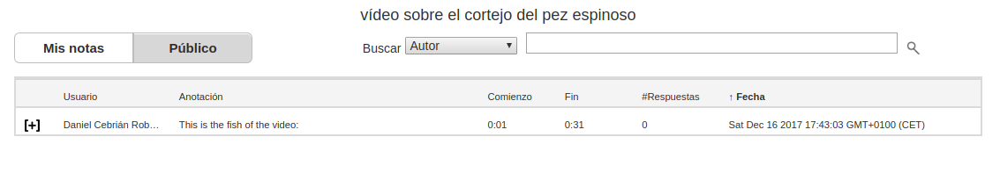 vídeo sobre el cortejo del pez espinoso
Mis notas Público Buscar Autor
Usuario Anotación Comienzo Fin #Respuestas ↑ Fecha
[+] Daniel Cebrián Rob… This is the fish of the video: 0:01 0:31 0 Sat Dec 16 2017 17:43:03 GMT+0100 (CET)